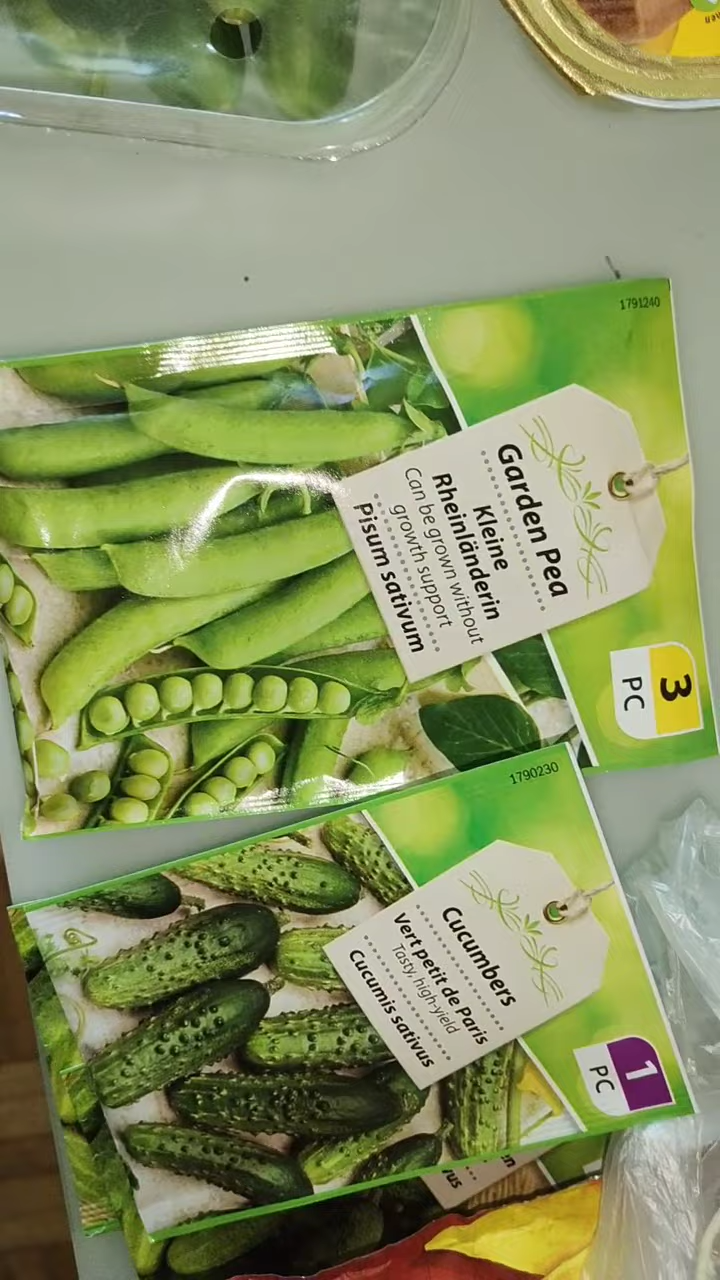 1791240
Garden Pea
Kleine
Rheinländerin
Can be grown without
growth support
Pisum sativum
3
PC
1790230
Cucumbers
Vert petit de Paris
Tasty, high-yield
Cucumis sativus
1
PC